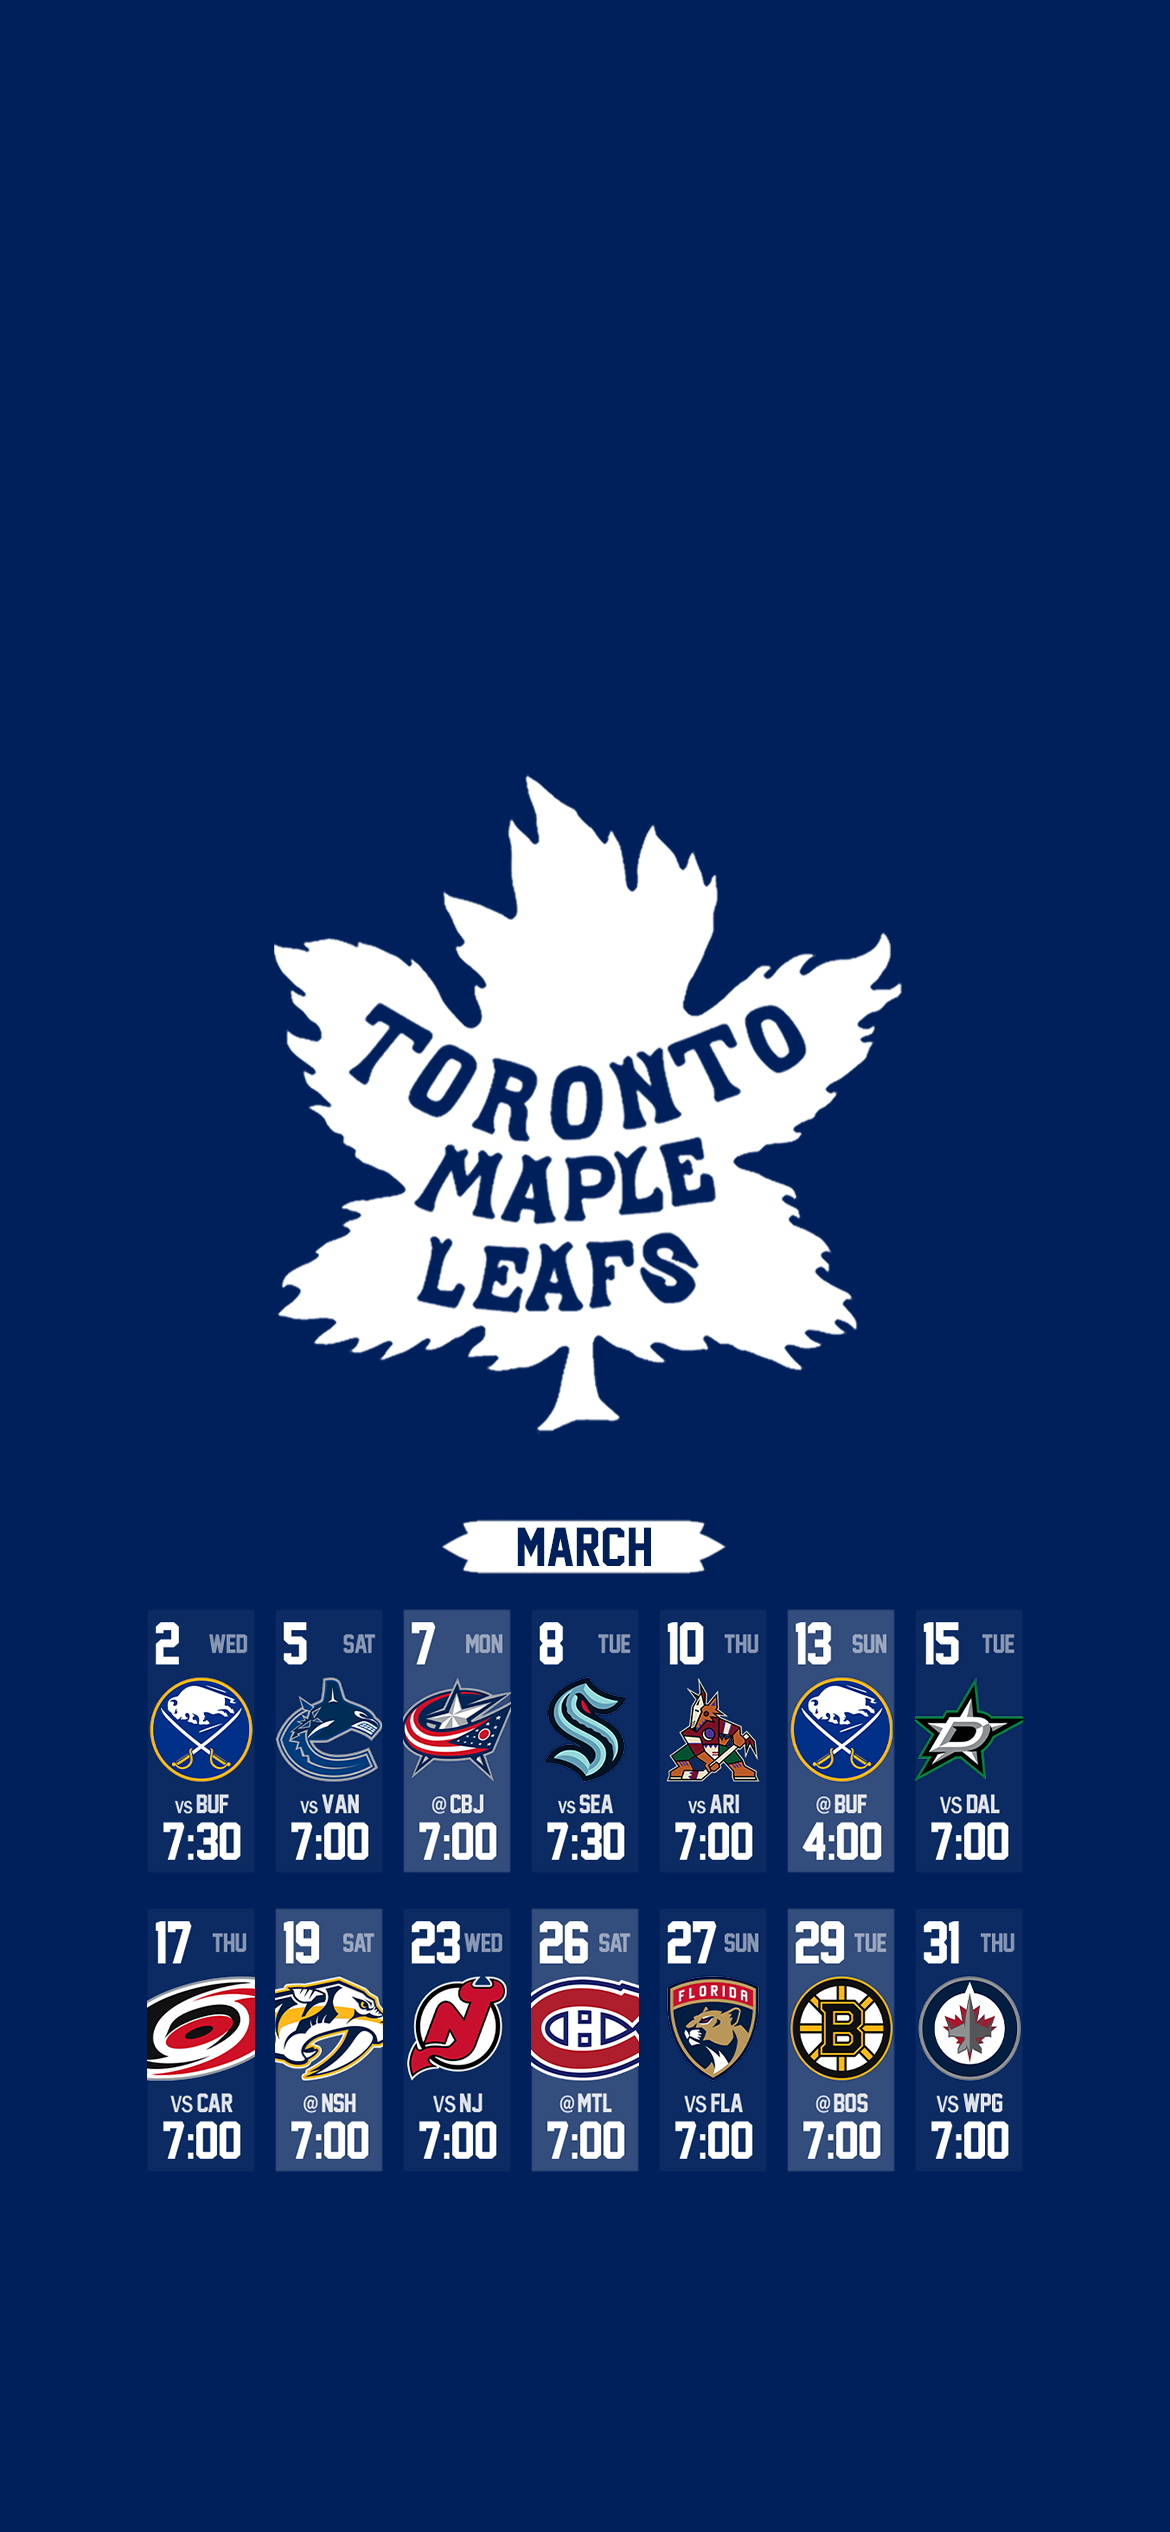 TORONTO
MAPLE
LEAFS
MARCH
2 WED 5 SAT 7 MON 8 TUE 10 THU 13 SUN 15 TUE
vs BUF vs VAN @ CBJ vs SEA vs ARI @ BUF VS DAL
7:30 7:00 7:00 7:30 7:00 4:00 7:00
17 THU 19 SAT 23 WED 26 SAT 27 SUN 29 TUE 31 THU
FLORIDA
B
VS CAR @ NSH VS NJ @ MTL VS FLA @ BOS VS WPG
7:00 7:00 7:00 7:00 7:00 7:00 7:00